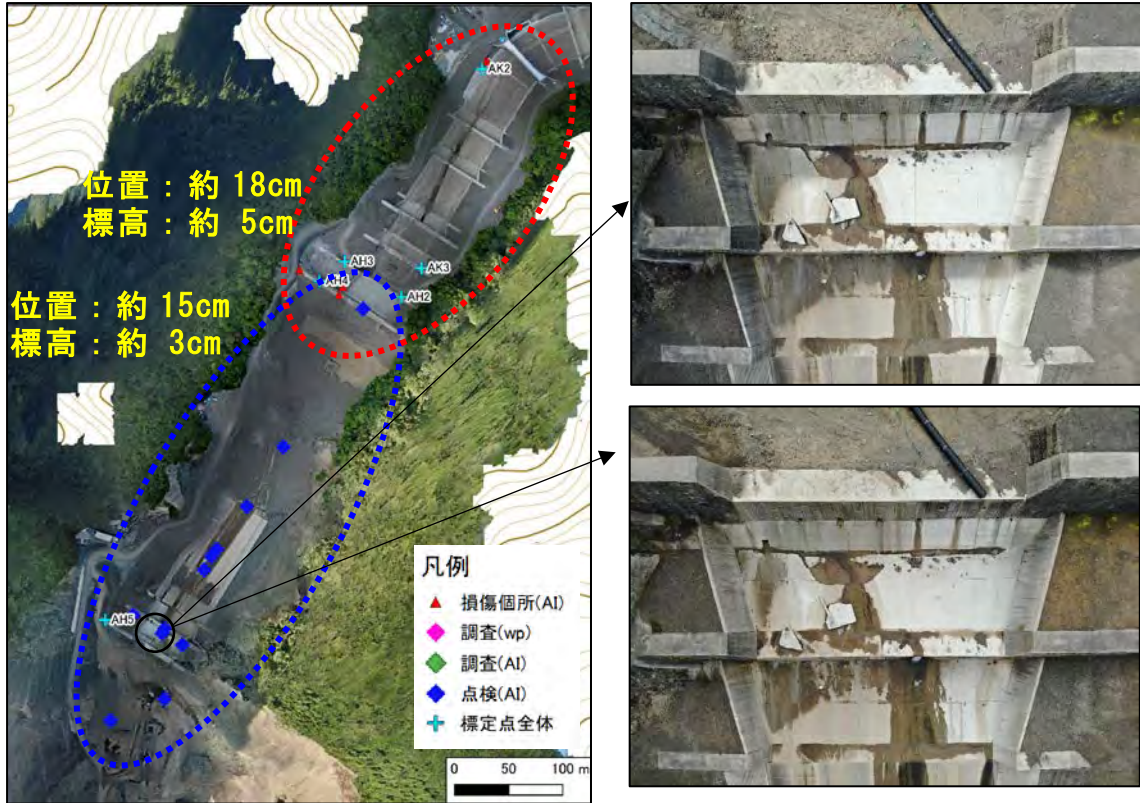 AK2
位置：約 18cm
標高：約 5cm
AH3
AK3
AH4
AH2
位置：約 15cm
標高：約 3cm
AH5
凡例
損傷個所(AI)
調査(wp)
調査(AI)
点検(AI)
標定点全体
0 50 100 m